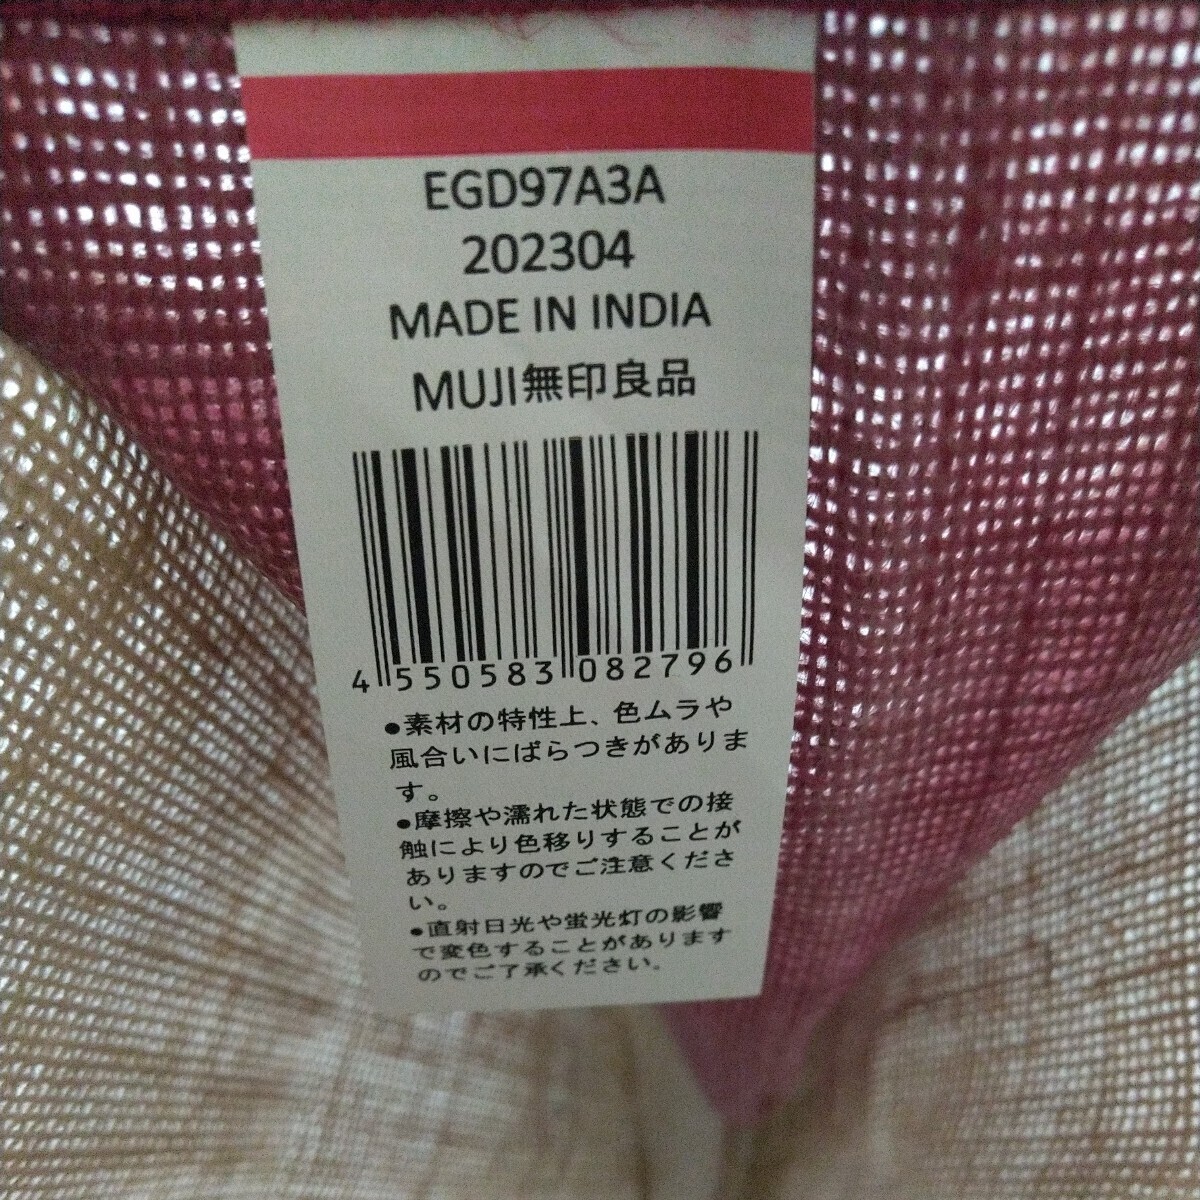 EGD97A3A
202304
MADE IN INDIA
MUJI無印良品
4 550583 082796
●素材の特性上、色ムラや
風合いにばらつきがありま
す。
●摩擦や濡れた状態での接
触により色移りすることが
ありますのでご注意くださ
い。
●直射日光や蛍光灯の影響
で変色することがあります
のでご了承ください。